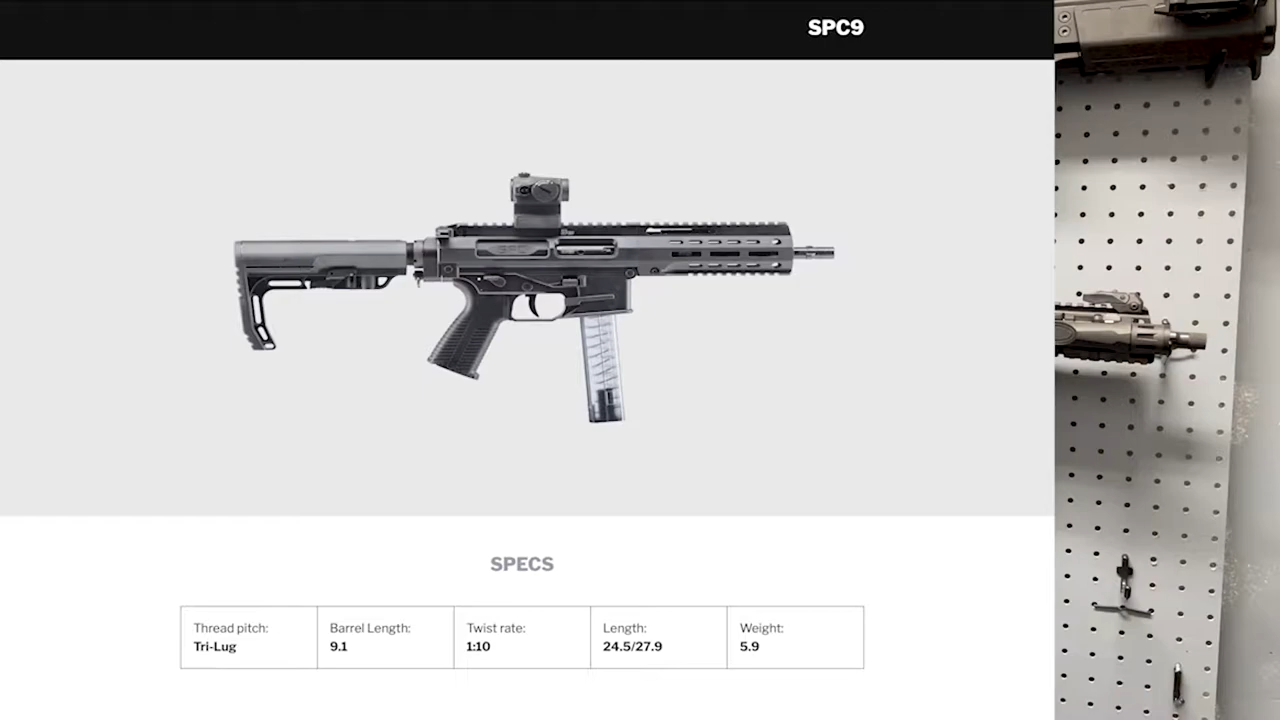 SPC9
SPC
SPECS
Thread pitch:
Tri-Lug
Barrel Length:
9.1
Twist rate:
1:10
Length:
24.5/27.9
Weight:
5.9